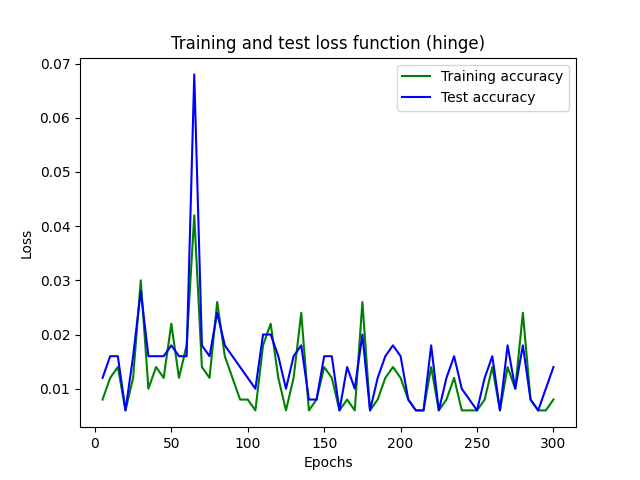 Training and test loss function (hinge)
0.07
0.06
0.05
0.04
0.03
0.02
0.01
Loss
Training accuracy
Test accuracy
0 50 100 150 200 250 300
Epochs